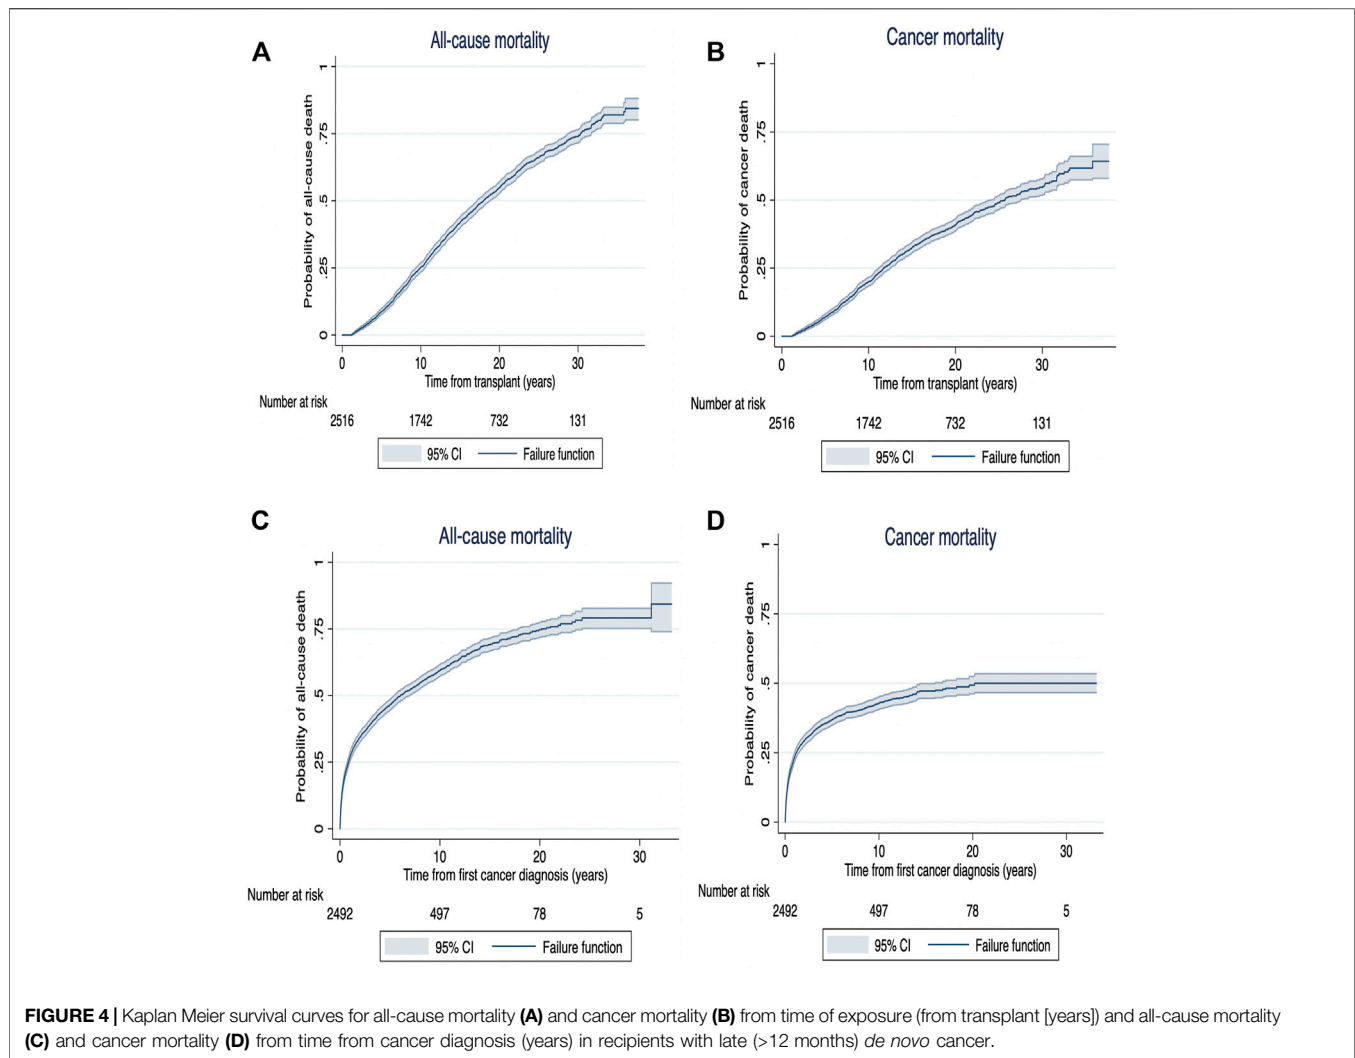 A
All-cause mortality
Probability of all-cause death
1
.75
.5
.25
0
0 10 20 30
Time from transplant (years)
Number at risk
2516 1742 732 131
95% CI Failure function
B
Cancer mortality
Probability of cancer death
1
.75
.5
.25
0
0 10 20 30
Time from transplant (years)
Number at risk
2516 1742 732 131
95% CI Failure function
C
All-cause mortality
Probability of all-cause death
1
.75
.5
.25
0
0 10 20 30
Time from first cancer diagnosis (years)
Number at risk
2492 497 78 5
95% CI Failure function
D
Cancer mortality
Probability of cancer death
1
.75
.5
.25
0
0 10 20 30
Time from first cancer diagnosis (years)
Number at risk
2492 497 78 5
95% CI Failure function
FIGURE 4 | Kaplan Meier survival curves for all-cause mortality (A) and cancer mortality (B) from time of exposure (from transplant [years]) and all-cause mortality
(C) and cancer mortality (D) from time from cancer diagnosis (years) in recipients with late (>12 months) de novo cancer.